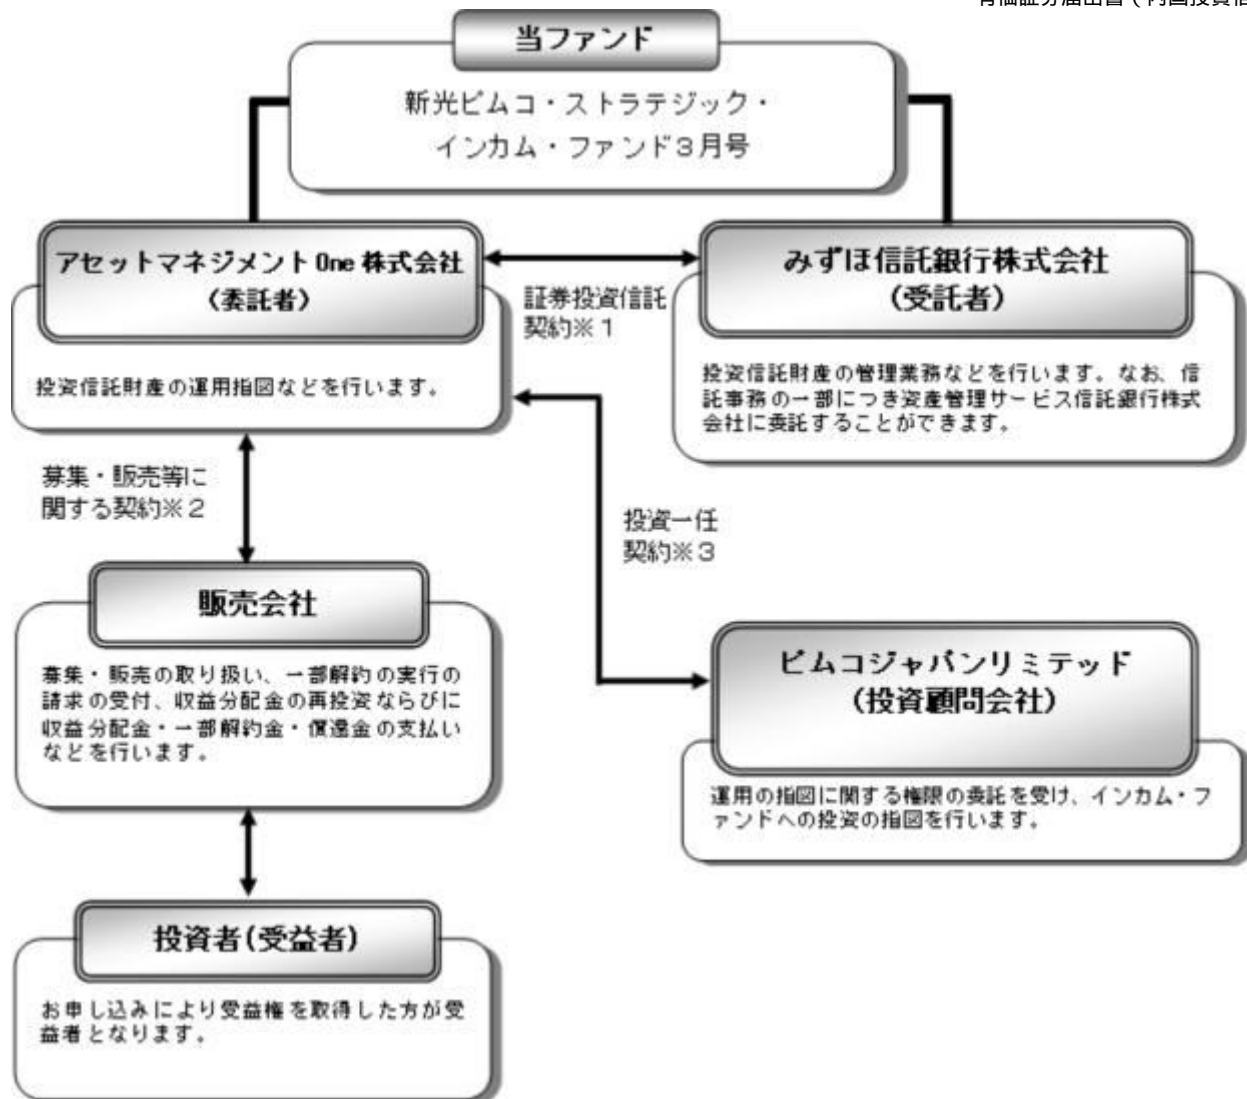 当ファンド
新光ピムコ・ストラテジック・
インカム・ファンド3月号
アセットマネジメントOne 株式会社
(委託者)
投資信託財産の運用指図などを行います。
証券投資信託
契約※1
みずほ信託銀行株式会社
(受託者)
投資信託財産の管理業務などを行います。なお、信
託事務の一部につき資産管理サービス信託銀行株式
会社に委託することができます。
募集・販売等に
関する契約※2
投資一任
契約※3
販売会社
募集・販売の取り扱い、一部解約の実行の
請求の受付、収益分配金の再投資ならびに
収益分配金・一部解約金・償還金の支払い
などを行います。
ピムコジャパンリミテッド
(投資顧問会社)
運用の指図に関する権限の委託を受け、インカム・フ
ァンドへの投資の指図を行います。
投資者(受益者)
お申し込みにより受益権を取得した方が受
益者となります。